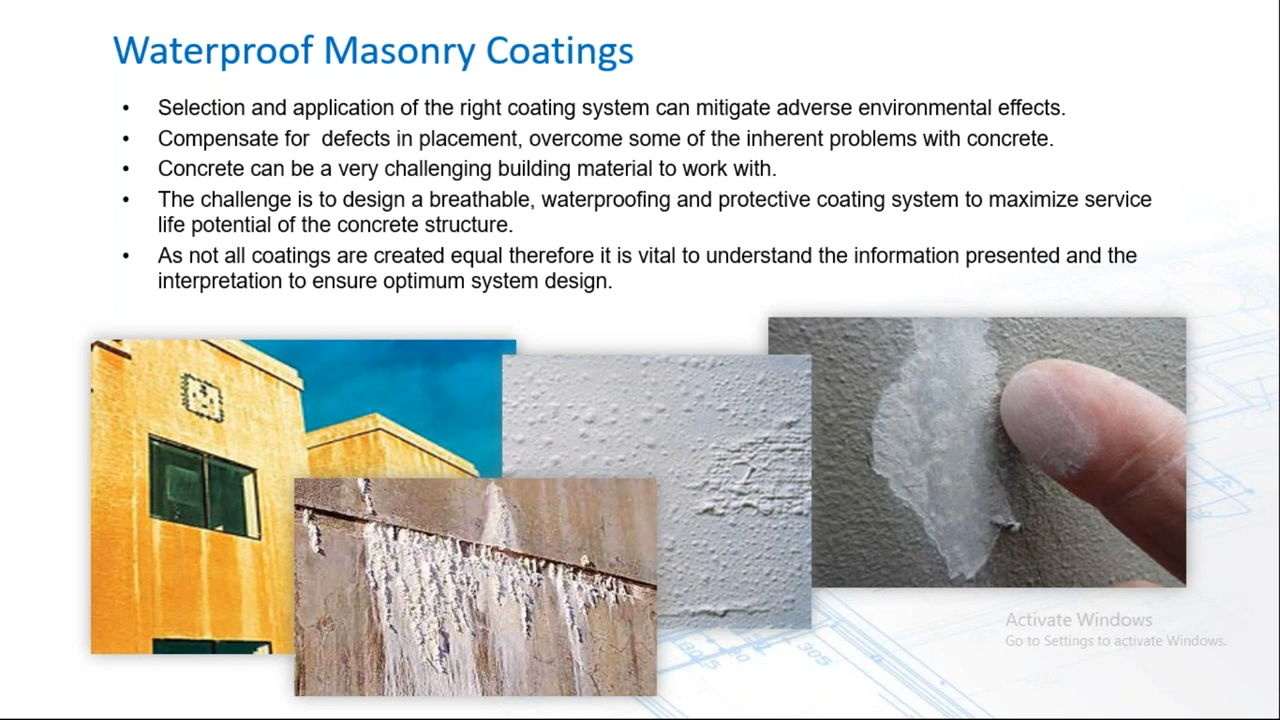 Waterproof Masonry Coatings
• Selection and application of the right coating system can mitigate adverse environmental effects.
• Compensate for  defects in placement, overcome some of the inherent problems with concrete.
• Concrete can be a very challenging building material to work with.
• The challenge is to design a breathable, waterproofing and protective coating system to maximize service
life potential of the concrete structure.
• As not all coatings are created equal therefore it is vital to understand the information presented and the
interpretation to ensure optimum system design.
Activate Windows
Go to Settings to activate Windows.
305